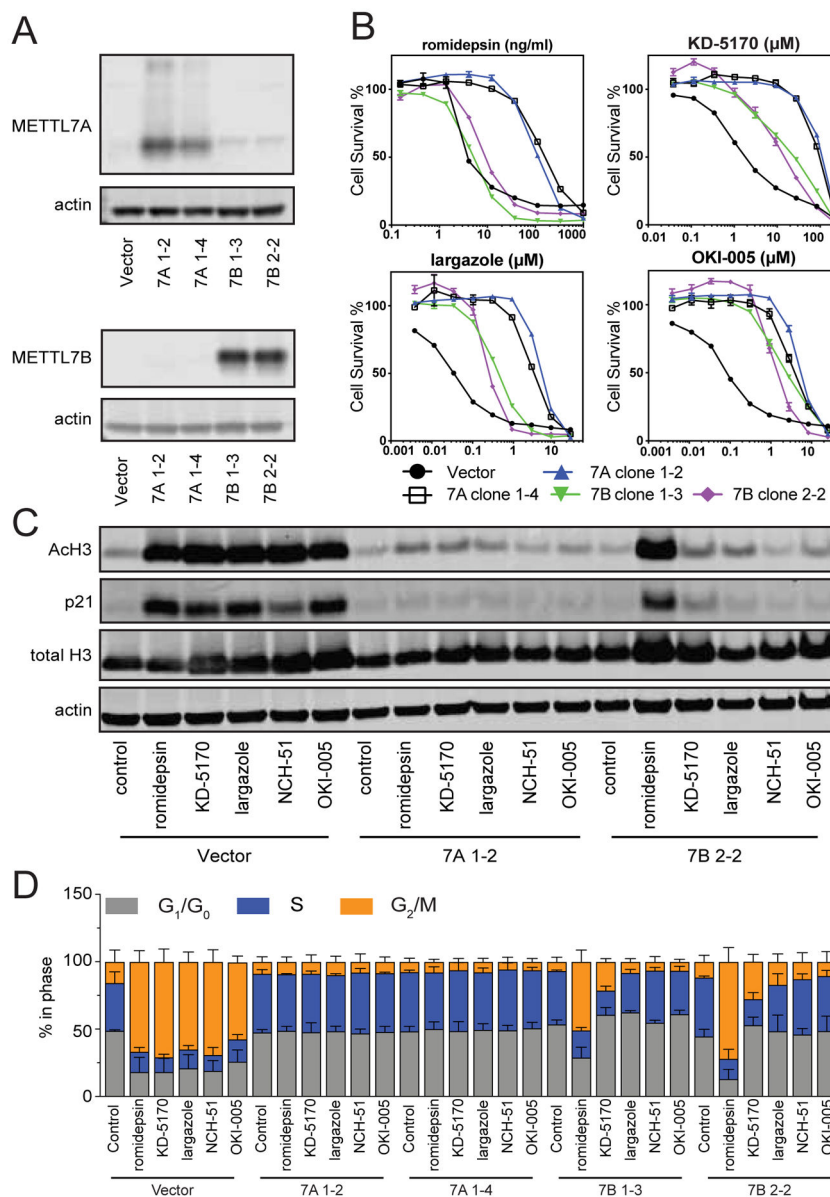 A
METTL7A
actin
Vector
7A 1-2
7A 1-4
7B 1-3
7B 2-2
METTL7B
actin
Vector
7A 1-2
7A 1-4
7B 1-3
7B 2-2
B
romidepsin (ng/ml)
Cell Survival %
100
50
0
0.1 1 10 100 1000
KD-5170 (µM)
Cell Survival %
100
50
0
0.01 0.1 1 10 100
largazole (µM)
Cell Survival %
100
50
0
0.001 0.01 0.1 1 10
OKI-005 (µM)
Cell Survival %
100
50
0
0.001 0.01 0.1 1 10
Vector 7A clone 1-2
7A clone 1-4 7B clone 1-3 7B clone 2-2
C
AcH3
p21
total H3
actin
control
romidepsin
KD-5170
largazole
NCH-51
OKI-005
control
romidepsin
KD-5170
largazole
NCH-51
OKI-005
control
romidepsin
KD-5170
largazole
NCH-51
OKI-005
Vector 7A 1-2 7B 2-2
D
% in phase
150
100
50
0
G₁/G₀ S G₂/M
Control
romidepsin
KD-5170
largazole
NCH-51
OKI-005
Control
romidepsin
KD-5170
largazole
NCH-51
OKI-005
Control
romidepsin
KD-5170
largazole
NCH-51
OKI-005
Control
romidepsin
KD-5170
largazole
NCH-51
OKI-005
Control
romidepsin
KD-5170
largazole
NCH-51
OKI-005
Vector 7A 1-2 7A 1-4 7B 1-3 7B 2-2